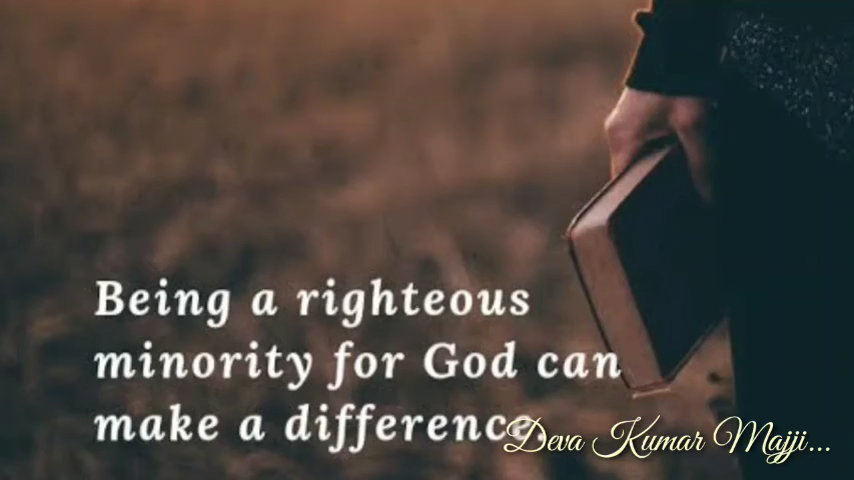 Being a righteous
minority for God can
make a difference.
Deva Kumar Majji...